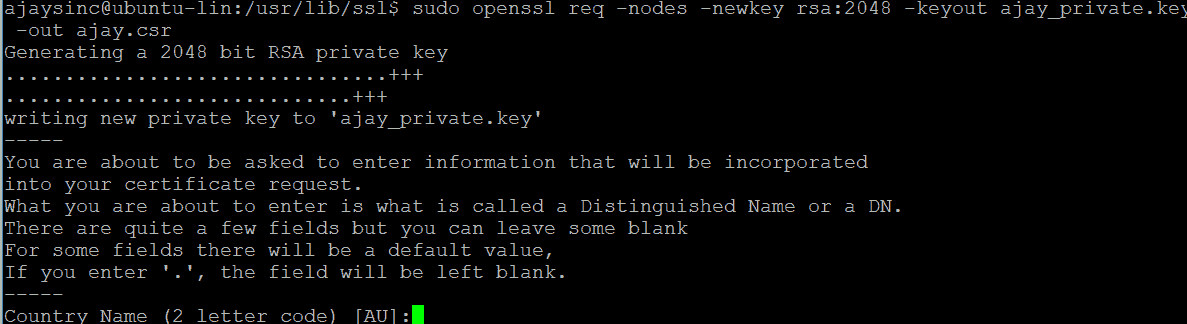 ajaysinc@ubuntu-lin:/usr/lib/ssl$ sudo openssl req -nodes -newkey rsa:2048 -keyout ajay_private.key
 -out ajay.csr
Generating a 2048 bit RSA private key
................................+++
.............................+++
writing new private key to 'ajay_private.key'
-----
You are about to be asked to enter information that will be incorporated
into your certificate request.
What you are about to enter is what is called a Distinguished Name or a DN.
There are quite a few fields but you can leave some blank
For some fields there will be a default value,
If you enter '.', the field will be left blank.
-----
Country Name (2 letter code) [AU]: